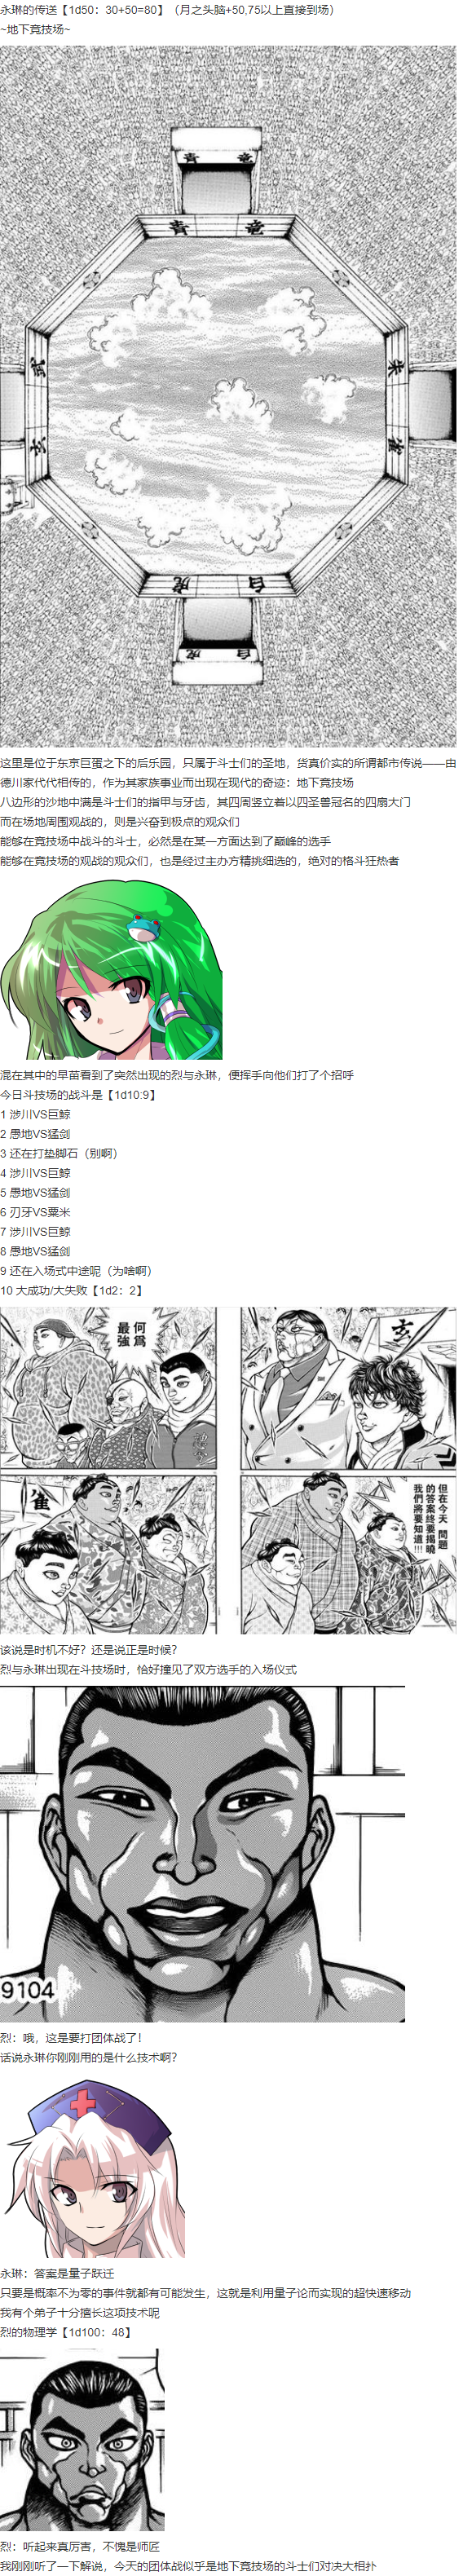 永琳的传送【1d50：30+50=80】（月之头脑+50,75以上直接到场）
~地下竞技场~
青 竜
青 竜
武
玄
朱
雀
虎 白
虎 白
这里是位于东京巨蛋之下的后乐园，只属于斗士们的圣地，货真价实的所谓都市传说——由
德川家代代相传的，作为其家族事业而出现在现代的奇迹：地下竞技场
八边形的沙地中满是斗士们的指甲与牙齿，其四周竖立着以四圣兽冠名的四扇大门
而在场地周围观战的，则是兴奋到极点的观众们
能够在竞技场中战斗的斗士，必然是在某一方面达到了巅峰的选手
能够在竞技场的观战的观众们，也是经过主办方精挑细选的，绝对的格斗狂热者
混在其中的早苗看到了突然出现的烈与永琳，便挥手向他们打了个招呼
今日斗技场的战斗是【1d10:9】
1 涉川VS巨鲸
2 愚地VS猛剑
3 还在打垫脚石（别啊）
4 涉川VS巨鲸
5 愚地VS猛剑
6 刃牙VS粟米
7 涉川VS巨鲸
8 愚地VS猛剑
9 还在入场式中途呢（为啥啊）
10 大成功/大失败【1d2：2】
何爲
最強
玄
雀
但在今天 問題
的答案終要揭曉
我們將要知道!!!
该说是时机不好？还是说正是时候？
烈与永琳出现在斗技场时，恰好撞见了双方选手的入场仪式
9104
烈：哦，这是要打团体战了！
话说永琳你刚刚用的是什么技术啊？
永琳：答案是量子跃迁
只要是概率不为零的事件就都有可能发生，这就是利用量子论而实现的超快速移动
我有个弟子十分擅长这项技术呢
烈的物理学【1d100：48】
烈：听起来真厉害，不愧是师匠
我刚刚听了一下解说，今天的团体战似乎是地下竞技场的斗士们对决大相扑